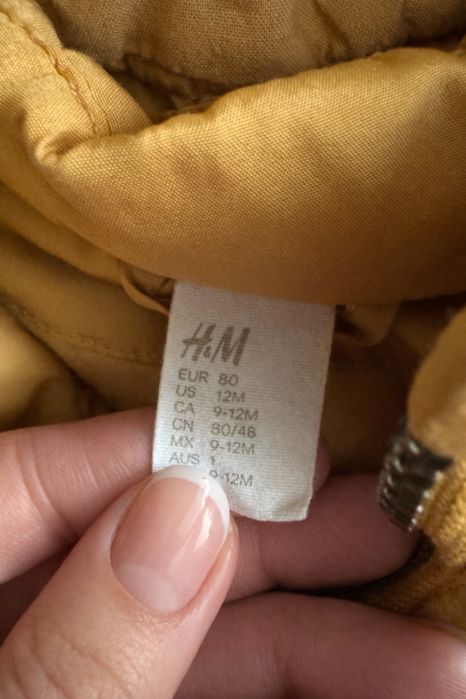 H&M
EUR 80
US 12M
CA 9-12M
CN 80/48
MX 9-12M
AUS 1
9-12M